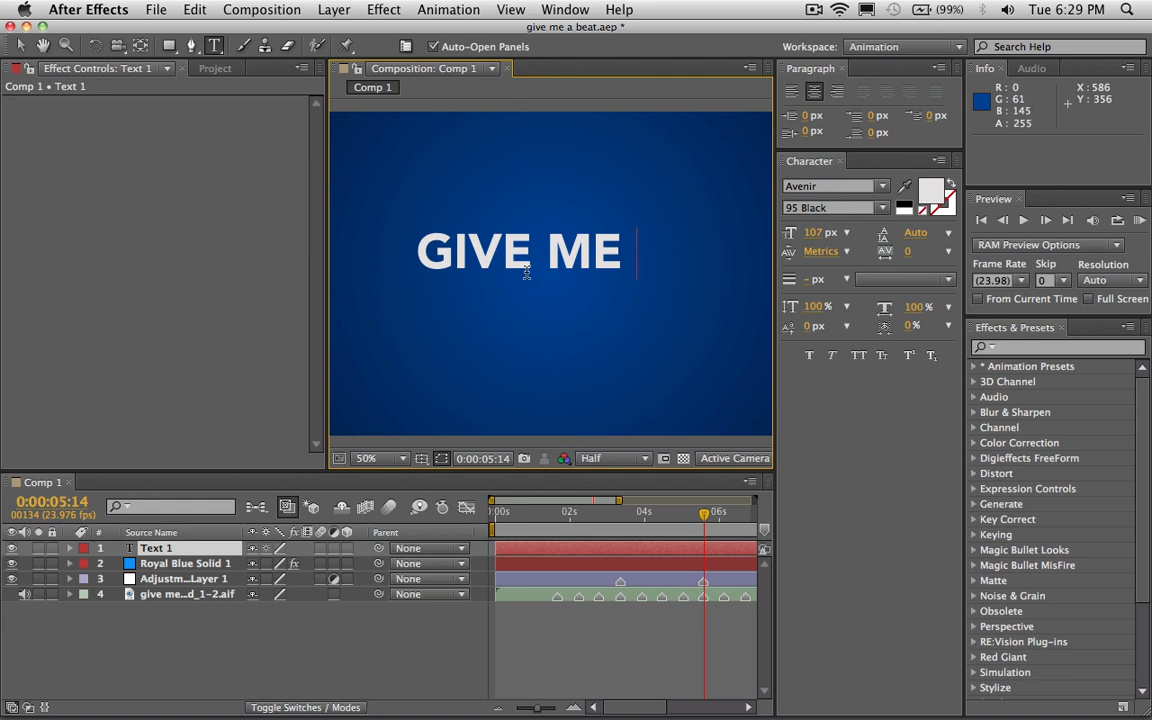 After Effects File Edit Composition Layer Effect Animation View Window Help (99%) Tue 6:29 PM
give me a beat.aep *
Auto-Open Panels Workspace: Animation Search Help
Effect Controls: Text 1 Project
Comp 1 • Text 1
Composition: Comp 1
Comp 1
GIVE ME
50% 0:00:05:14 Half Active Camera
Paragraph
0 px 0 px 0 px
0 px 0 px
Character
Avenir
95 Black
107 px Auto
Metrics 0
- px
100 % 100 %
0 px 0 %
T T TT Tт T¹ T₁
Info Audio
R : 0 X : 586
G : 61 Y : 356
B : 145
A : 255
Preview
RAM Preview Options
Frame Rate Skip Resolution
(23.98) 0 Auto
From Current Time Full Screen
Effects & Presets
* Animation Presets
3D Channel
Audio
Blur & Sharpen
Channel
Color Correction
Digieffects FreeForm
Distort
Expression Controls
Generate
Key Correct
Keying
Magic Bullet Looks
Magic Bullet MisFire
Matte
Noise & Grain
Obsolete
Perspective
RE:Vision Plug-ins
Red Giant
Simulation
Stylize
Comp 1
0:00:05:14
00134 (23.976 fps)
:00s 02s 04s 06s
# Source Name Parent
1 T Text 1 None
2 Royal Blue Solid 1 fx None
3 Adjustm...Layer 1 None
4 give me...d_1-2.aif None
Toggle Switches / Modes